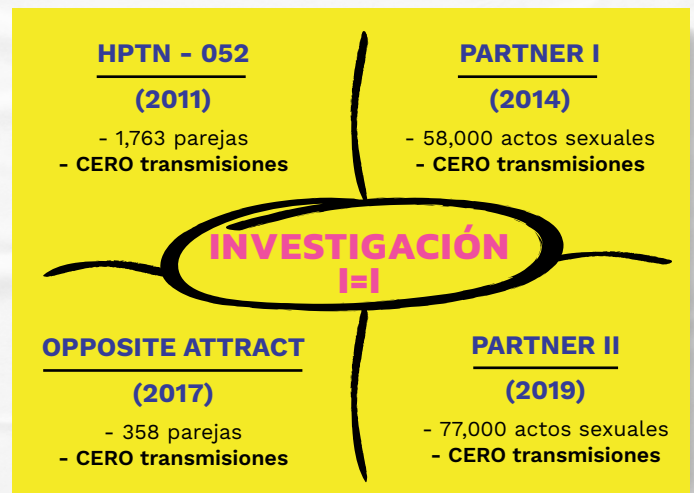 HPTN - 052
(2011)
- 1,763 parejas
- CERO transmisiones
PARTNER I
(2014)
- 58,000 actos sexuales
- CERO transmisiones
INVESTIGACIÓN
I=I
OPPOSITE ATTRACT
(2017)
- 358 parejas
- CERO transmisiones
PARTNER II
(2019)
- 77,000 actos sexuales
- CERO transmisiones